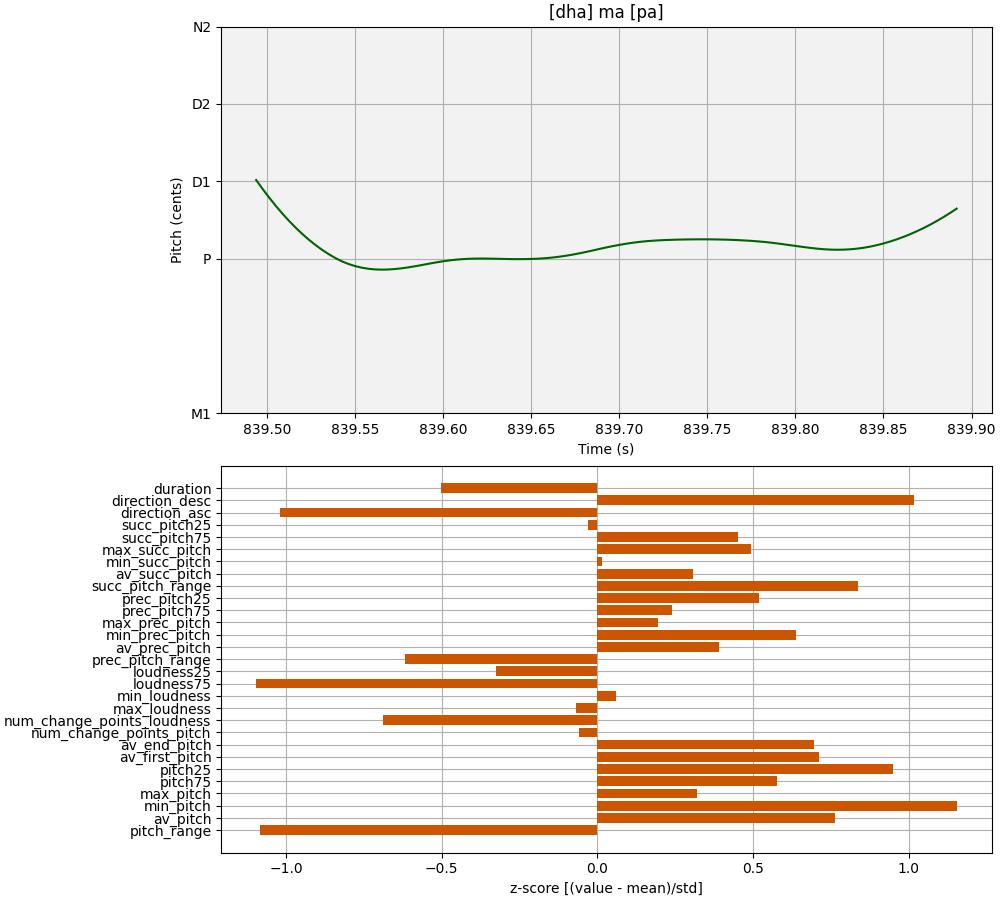 [dha] ma [pa]
N2
D2
D1
P
M1
Pitch (cents)
839.50 839.55 839.60 839.65 839.70 839.75 839.80 839.85 839.90
Time (s)
duration
direction_desc
direction_asc
succ_pitch25
succ_pitch75
max_succ_pitch
min_succ_pitch
av_succ_pitch
succ_pitch_range
prec_pitch25
prec_pitch75
max_prec_pitch
min_prec_pitch
av_prec_pitch
prec_pitch_range
loudness25
loudness75
min_loudness
max_loudness
num_change_points_loudness
num_change_points_pitch
av_end_pitch
av_first_pitch
pitch25
pitch75
max_pitch
min_pitch
av_pitch
pitch_range
−1.0 −0.5 0.0 0.5 1.0
z-score [(value - mean)/std]